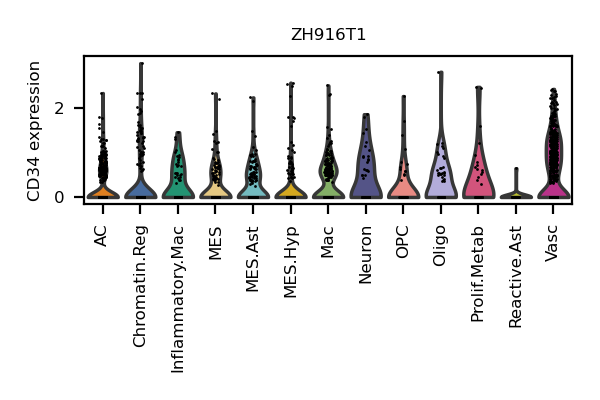 ZH916T1
CD34 expression
2
0
AC
Chromatin.Reg
Inflammatory.Mac
MES
MES.Ast
MES.Hyp
Mac
Neuron
OPC
Oligo
Prolif.Metab
Reactive.Ast
Vasc